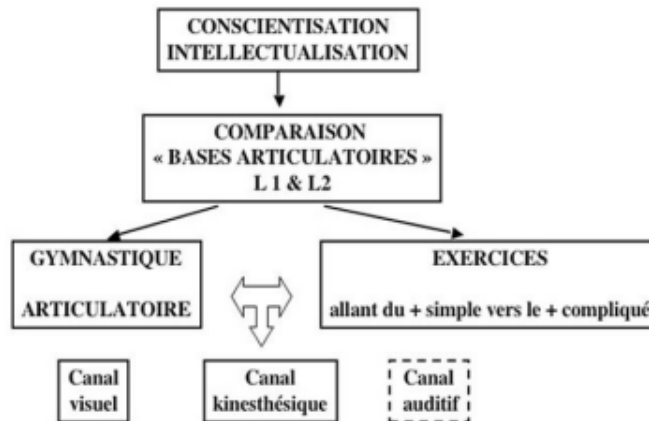 CONSCIENTISATION
INTELLECTUALISATION
COMPARAISON
« BASES ARTICULATOIRES »
L 1 & L2
GYMNASTIQUE
ARTICULATOIRE
EXERCICES
allant du + simple vers le + compliqué
Canal
visuel
Canal
kinesthésique
Canal
auditif